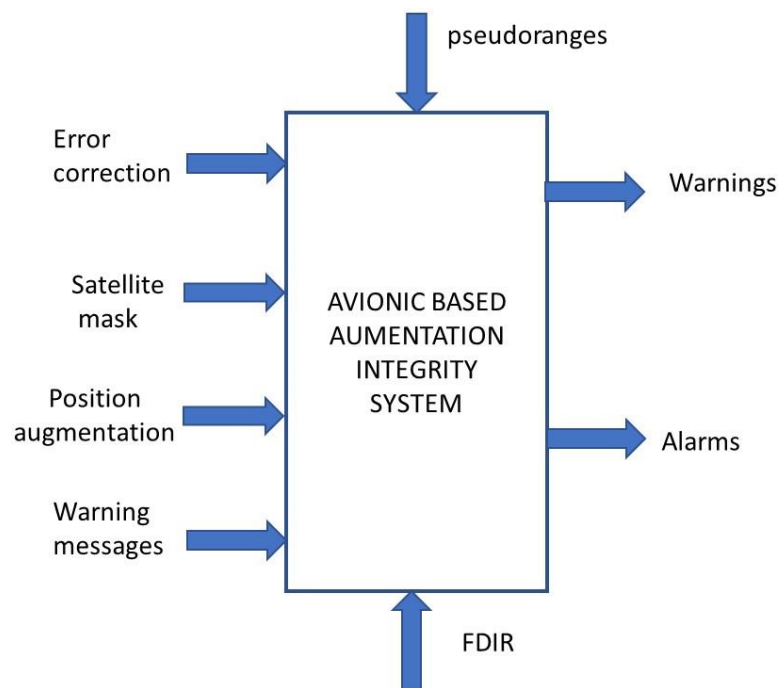 pseudoranges
Error
correction
Warnings
Satellite
mask
AVIONIC BASED
AUMENTATION
INTEGRITY
SYSTEM
Position
augmentation
Alarms
Warning
messages
FDIR